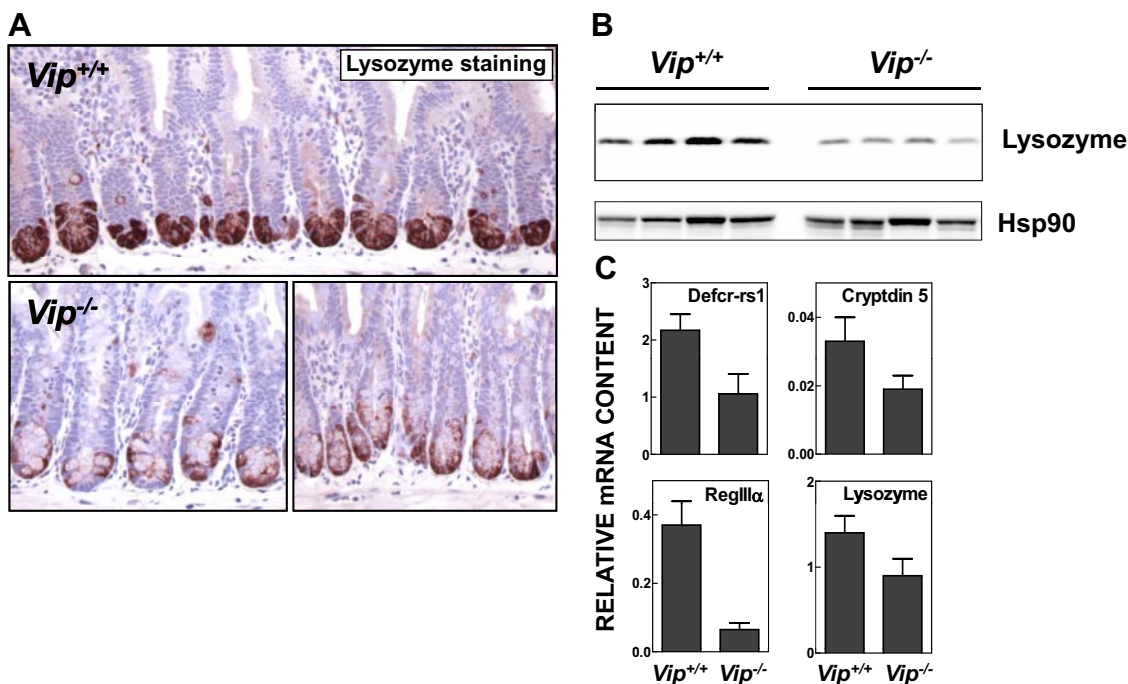 A
Vip+/+
Lysozyme staining
Vip-/-
B
Vip+/+ Vip-/-
Lysozyme
Hsp90
C
RELATIVE mRNA CONTENT
Defcr-rs1
3
2
1
0
Cryptdin 5
0.04
0.02
0.00
RegIIIα
0.4
0.2
0.0
Vip+/+ Vip-/-
Lysozyme
2
1
0
Vip+/+ Vip-/-